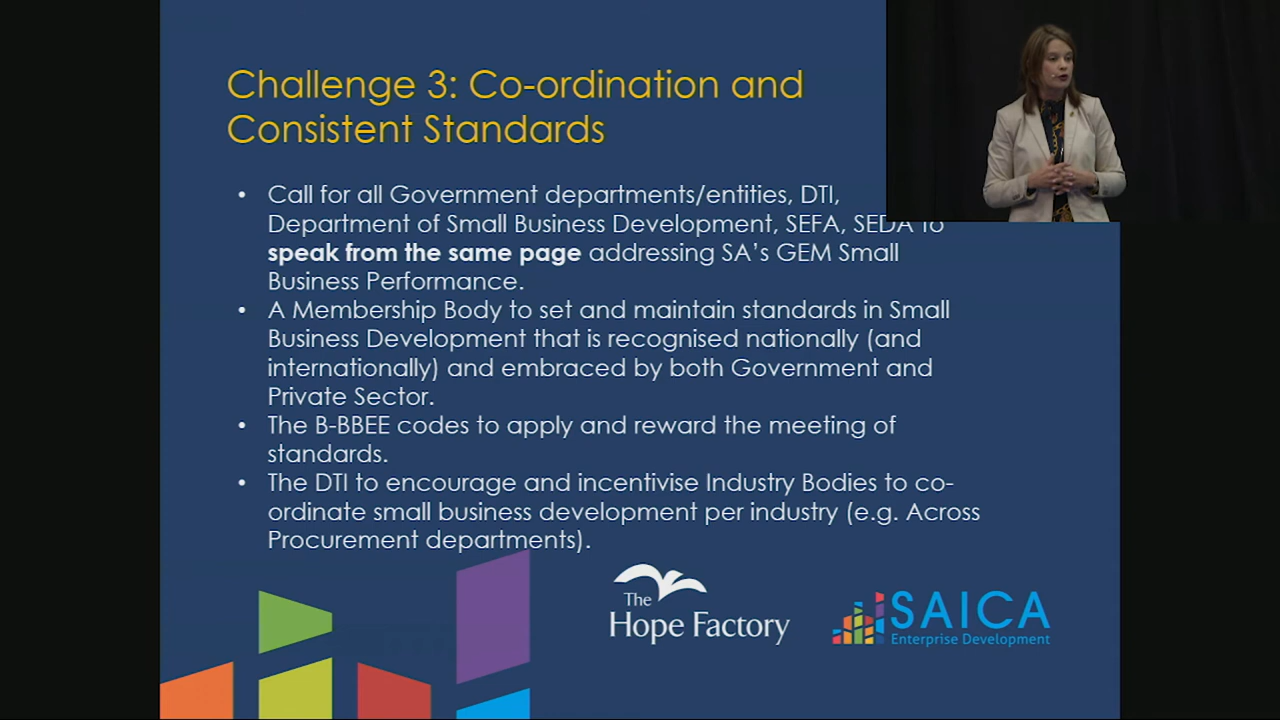 Challenge 3: Co-ordination and
Consistent Standards
• Call for all Government departments/entities, DTI,
Department of Small Business Development, SEFA, SEDA to
speak from the same page addressing SA's GEM Small
Business Performance.
• A Membership Body to set and maintain standards in Small
Business Development that is recognised nationally (and
internationally) and embraced by both Government and
Private Sector.
• The B-BBEE codes to apply and reward the meeting of
standards.
• The DTI to encourage and incentivise Industry Bodies to co-
ordinate small business development per industry (e.g. Across
Procurement departments).
The
Hope Factory
SAICA
Enterprise Development